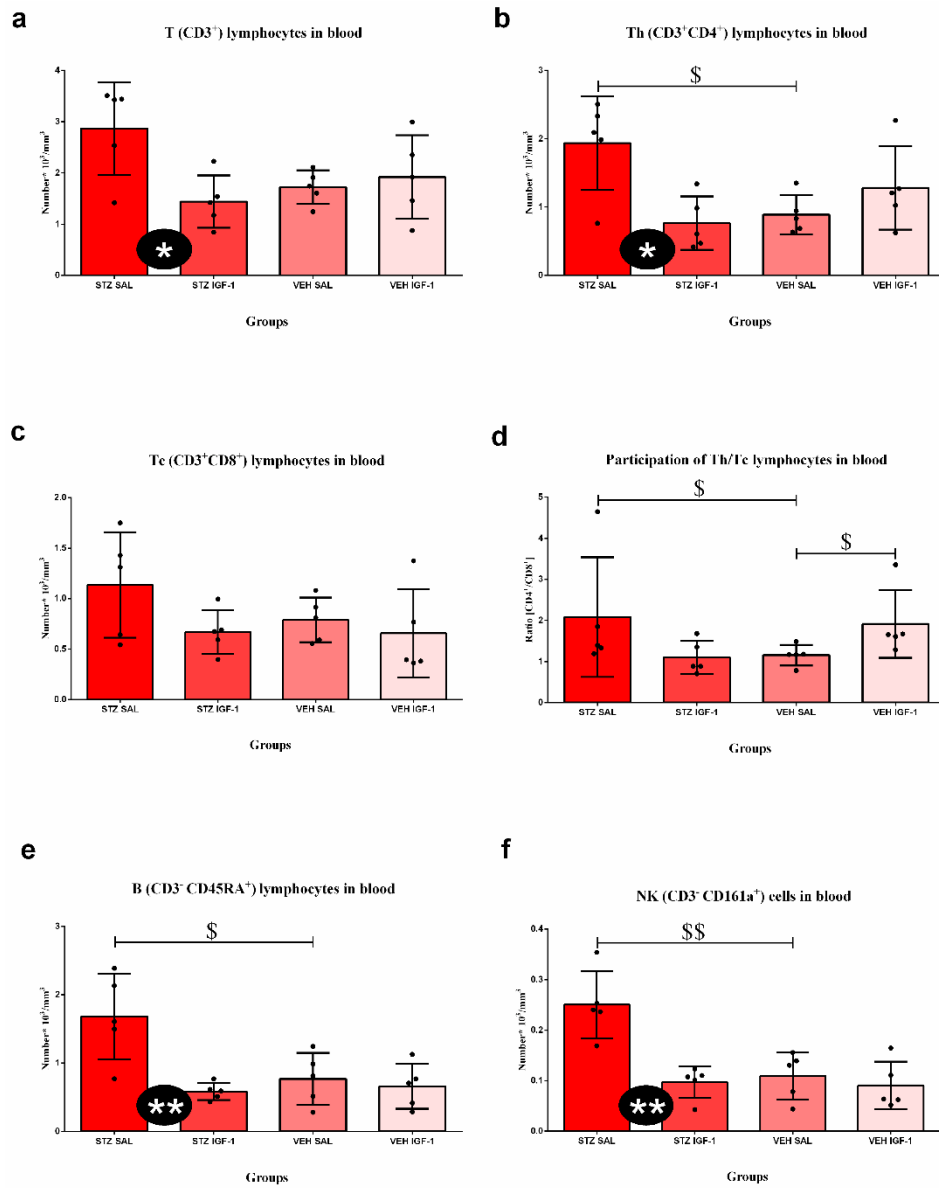 a
T (CD3⁺) lymphocytes in blood
Number* 10³/mm³
4
3
2
1
0
STZ SAL STZ IGF-1 VEH SAL VEH IGF-1
*
Groups
b
Th (CD3⁺CD4⁺) lymphocytes in blood
Number* 10³/mm³
3
2
1
0
$
*
STZ SAL STZ IGF-1 VEH SAL VEH IGF-1
Groups
c
Tc (CD3⁺CD8⁺) lymphocytes in blood
Number* 10³/mm³
2.0
1.5
1.0
0.5
0.0
STZ SAL STZ IGF-1 VEH SAL VEH IGF-1
Groups
d
Participation of Th/Tc lymphocytes in blood
Ratio [CD4⁺/CD8⁺]
5
4
3
2
1
0
$
$
STZ SAL STZ IGF-1 VEH SAL VEH IGF-1
Groups
e
B (CD3⁻ CD45RA⁺) lymphocytes in blood
Number* 10³/mm³
3
2
1
0
$
**
STZ SAL STZ IGF-1 VEH SAL VEH IGF-1
Groups
f
NK (CD3⁻ CD161a⁺) cells in blood
Number* 10³/mm³
0.4
0.3
0.2
0.1
0.0
$$
**
STZ SAL STZ IGF-1 VEH SAL VEH IGF-1
Groups